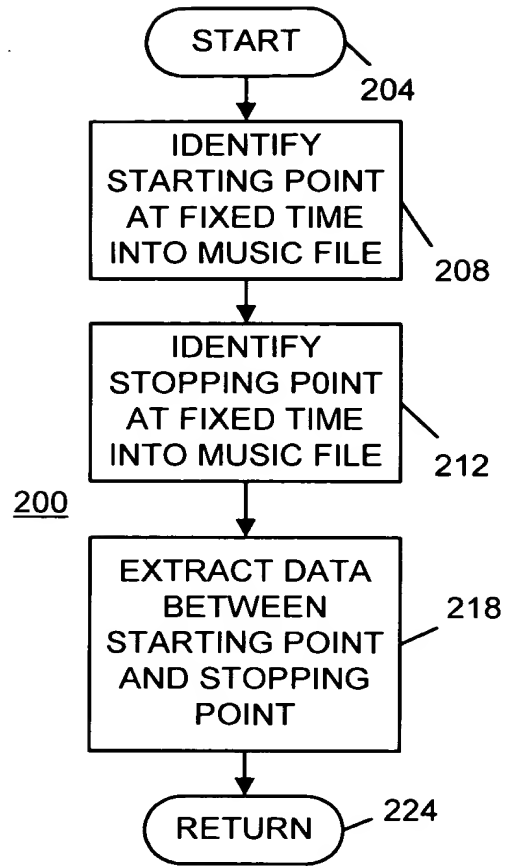 START
204
IDENTIFY
STARTING POINT
AT FIXED TIME
INTO MUSIC FILE
208
IDENTIFY
STOPPING P0INT
AT FIXED TIME
INTO MUSIC FILE
212
200
EXTRACT DATA
BETWEEN
STARTING POINT
AND STOPPING
POINT
218
RETURN
224